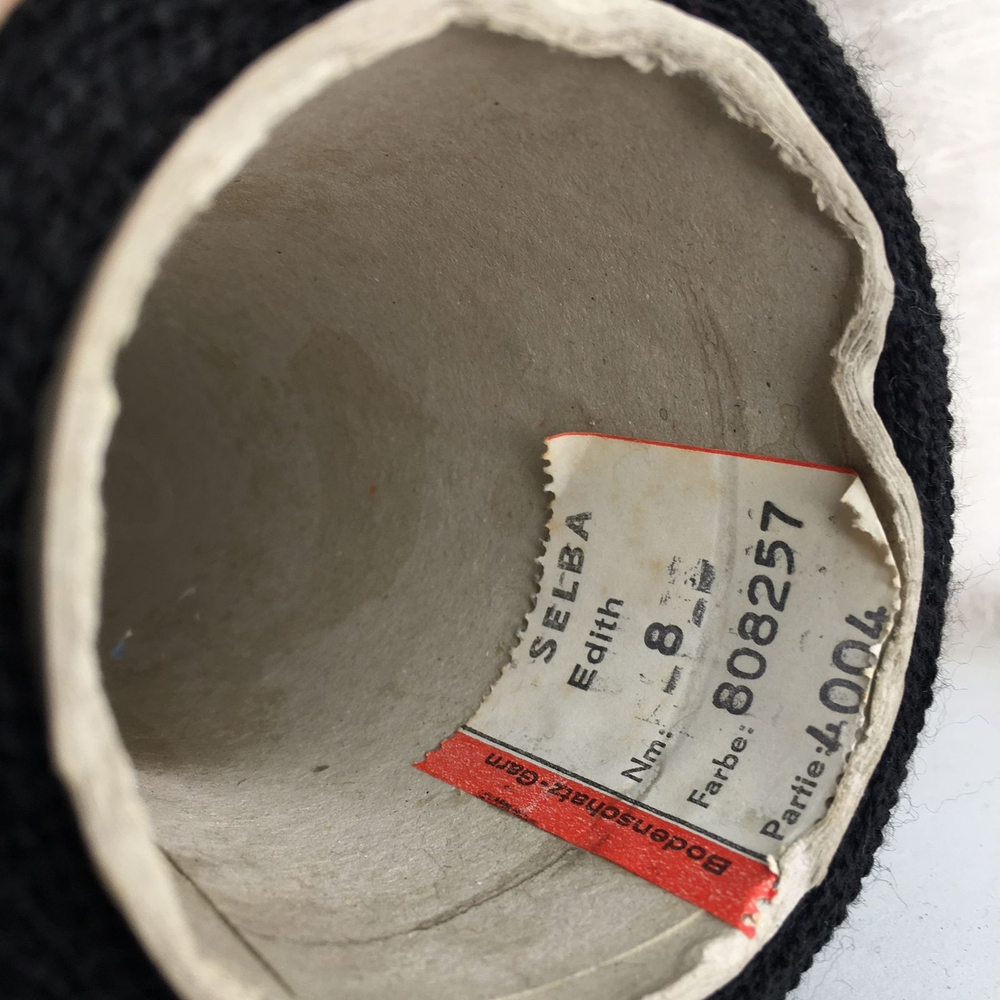 SELBA
Edith
Nm: 8
Farbe: 808257
Partie: 4004
Bodenschatz-Garn